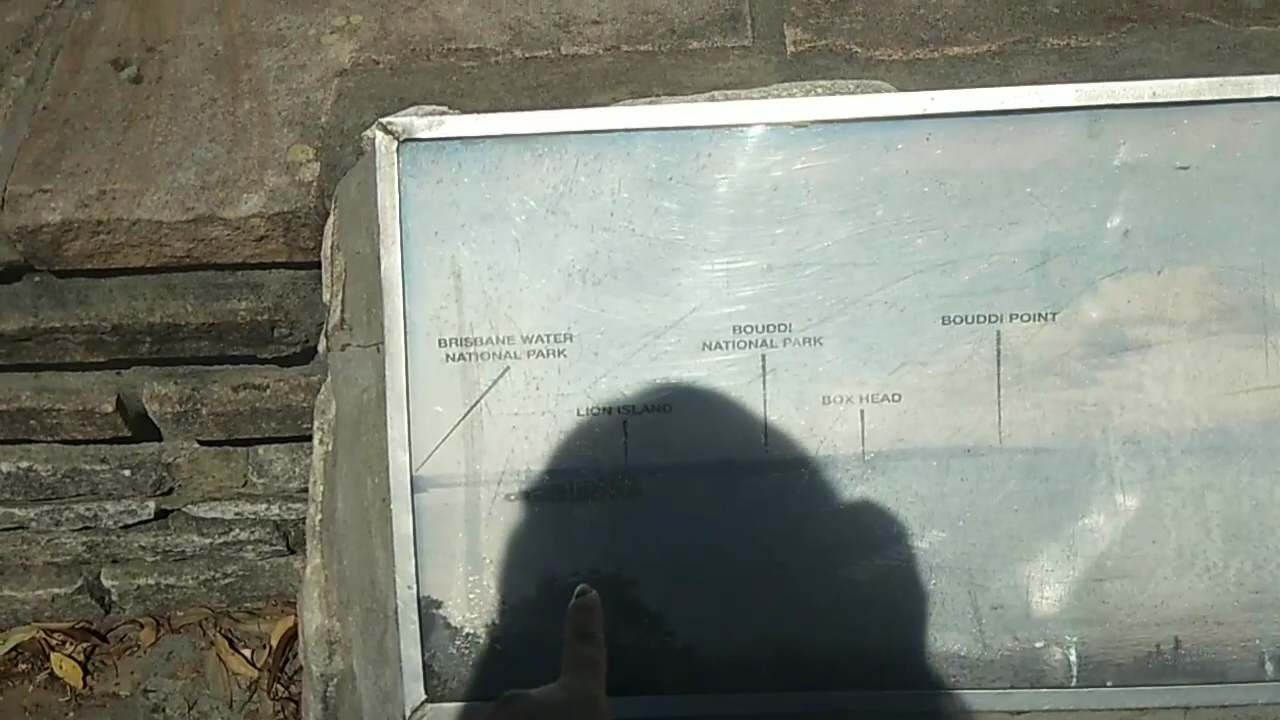 BRISBANE WATER
NATIONAL PARK
LION ISLAND
BOUDDI
NATIONAL PARK
BOX HEAD
BOUDDI POINT